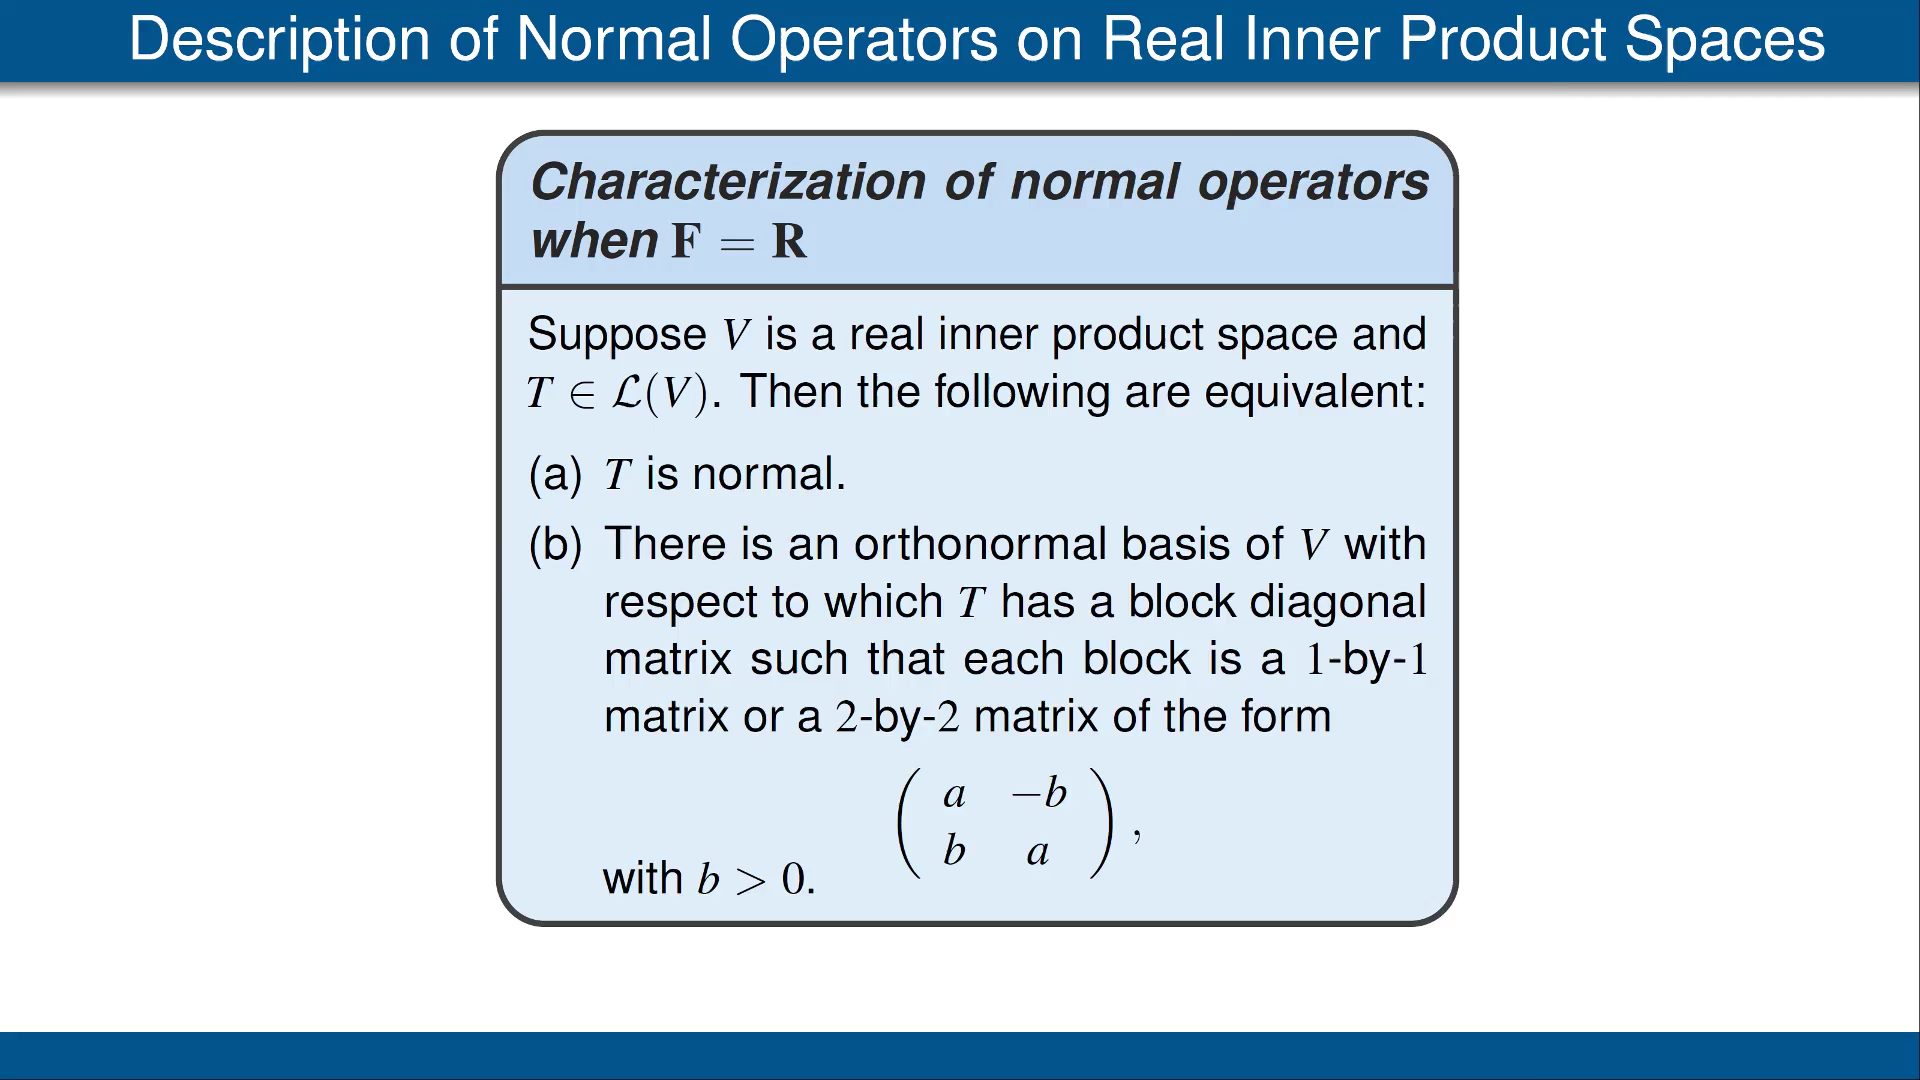 Description of Normal Operators on Real Inner Product Spaces
Characterization of normal operators
when F = R
Suppose V is a real inner product space and
T ∈ ℒ(V). Then the following are equivalent:
(a) T is normal.
(b) There is an orthonormal basis of V with
respect to which T has a block diagonal
matrix such that each block is a 1-by-1
matrix or a 2-by-2 matrix of the form
( a −b
b a ),
with b > 0.